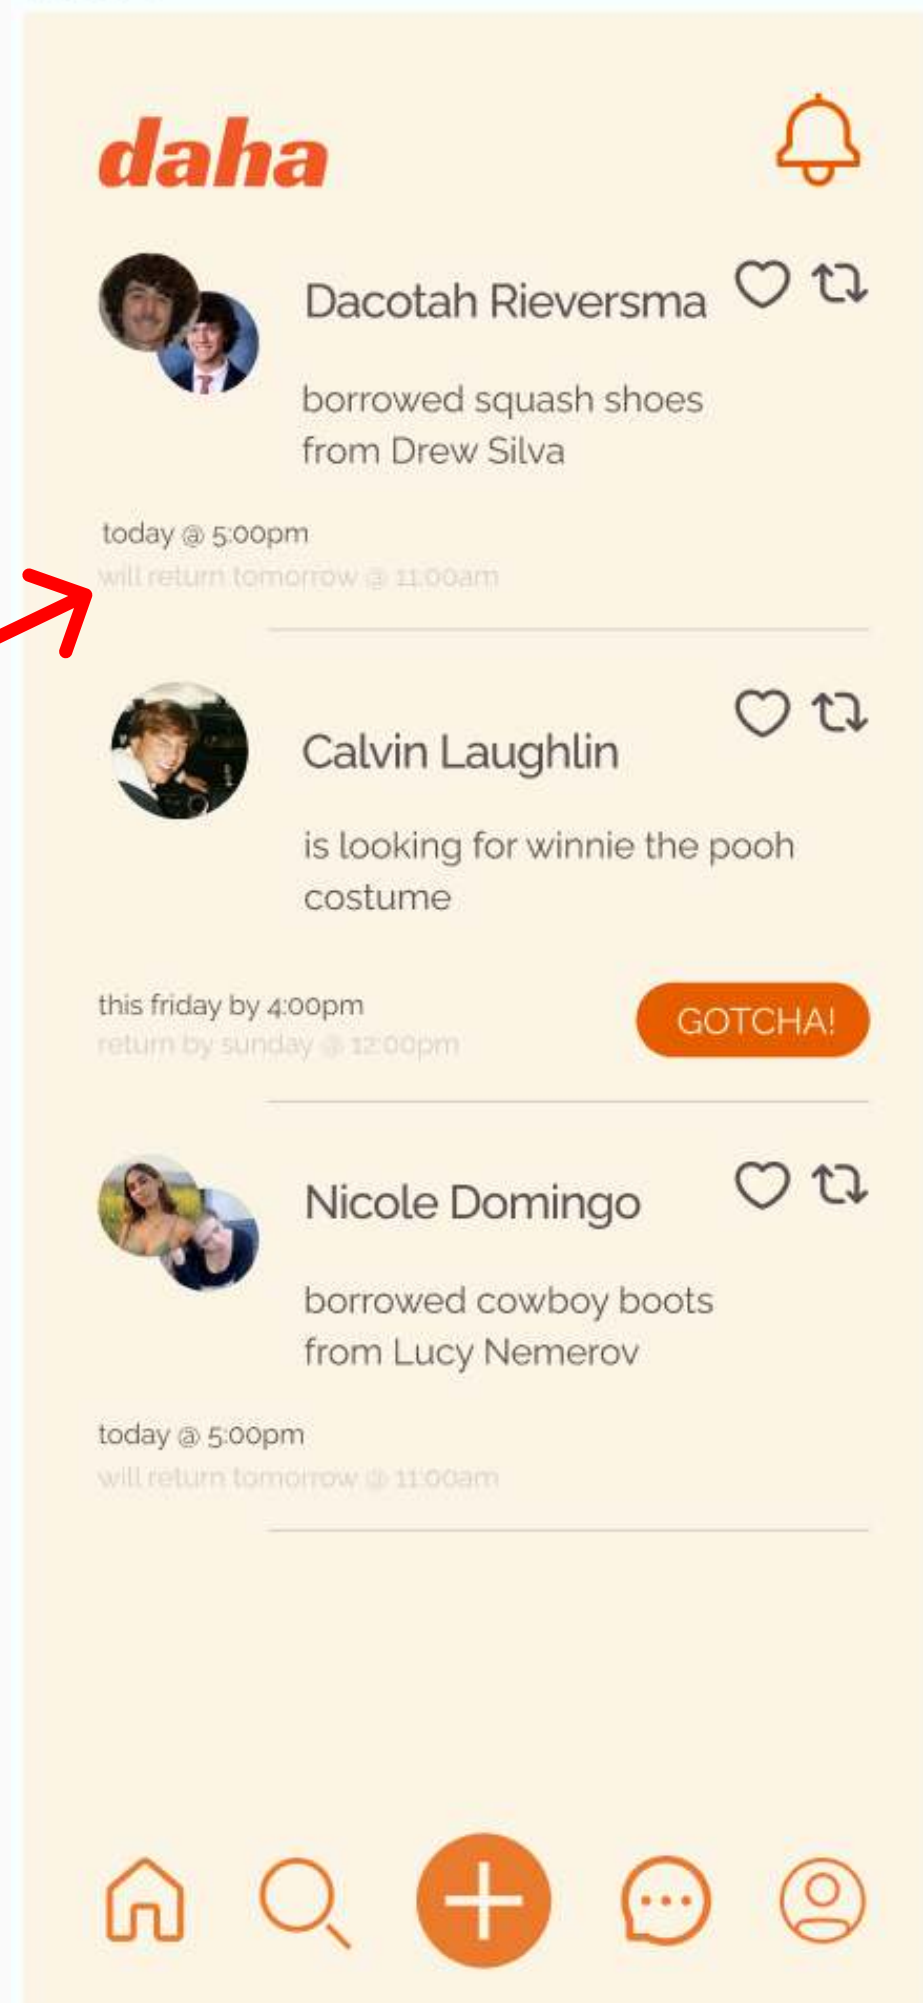 daha
Dacotah Rieversma
borrowed squash shoes
from Drew Silva
today @ 5:00pm
will return tomorrow @ 11:00am
Calvin Laughlin
is looking for winnie the pooh
costume
this friday by 4:00pm
GOTCHA!
return by sunday @ 12:00pm
Nicole Domingo
borrowed cowboy boots
from Lucy Nemerov
today @ 5:00pm
will return tomorrow @ 11:00am